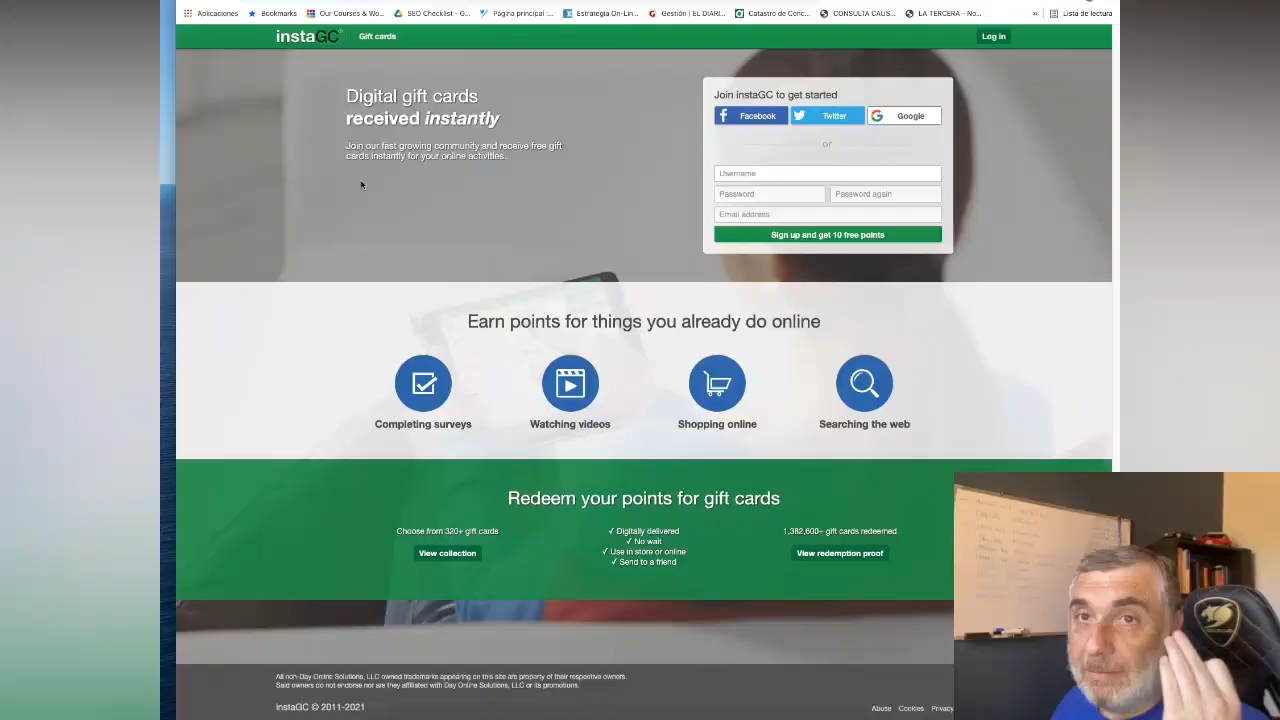 Aplicaciones
Bookmarks
Our Courses & Wo...
SEO Checklist - G...
Página principal :...
Estrategia On-Lin...
Gestión | EL DIARI...
Catastro de Conc...
CONSULTA CAUS...
LA TERCERA - No...
»
Lista de lectura
instaGC
Gift cards
Log in
Digital gift cards
received instantly
Join our fast growing community and receive free gift
cards instantly for your online activities.
Join instaGC to get started
Facebook
Twitter
Google
or
Username
Password
Password again
Email address
Sign up and get 10 free points
Earn points for things you already do online
Completing surveys
Watching videos
Shopping online
Searching the web
Redeem your points for gift cards
Choose from 320+ gift cards
View collection
✓ Digitally delivered
✓ No wait
✓ Use in store or online
✓ Send to a friend
1,382,600+ gift cards redeemed
View redemption proof
All non-Day Online Solutions, LLC owned trademarks appearing on this site are property of their respective owners.
Said owners do not endorse nor are they affiliated with Day Online Solutions, LLC or its promotions.
instaGC © 2011-2021
Abuse
Cookies
Privacy